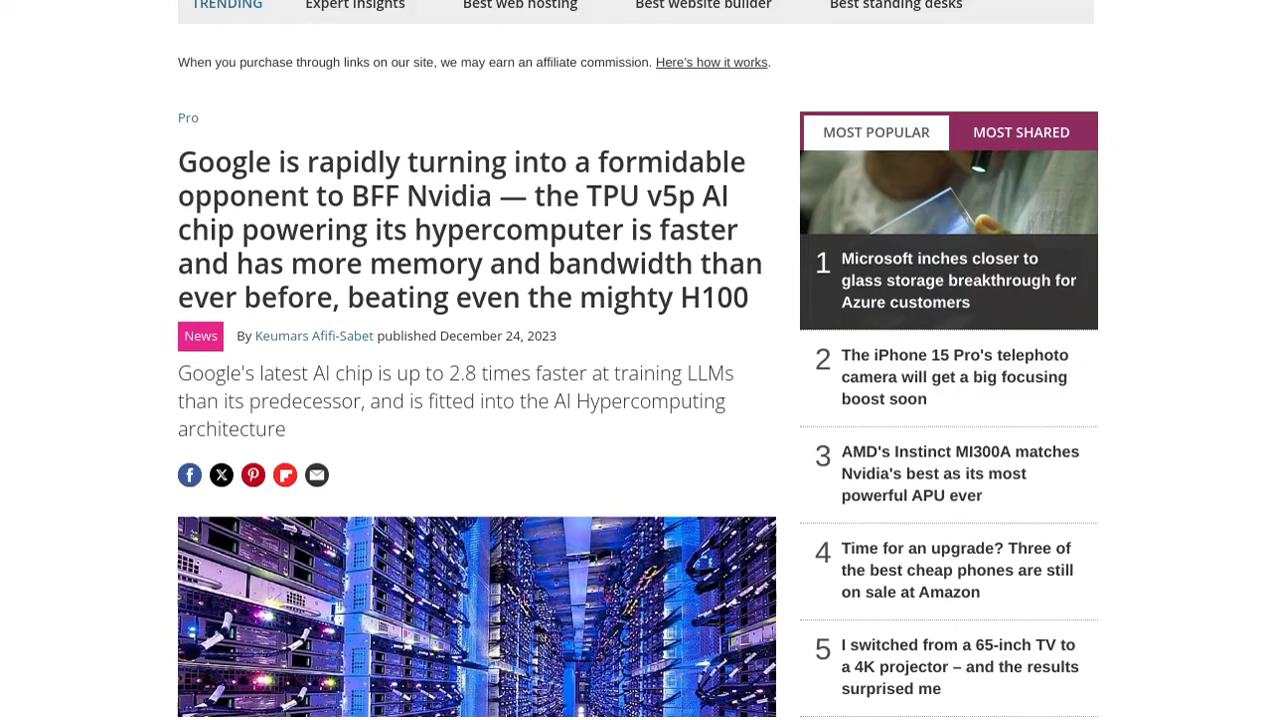 TRENDING Expert Insights Best web hosting Best website builder Best standing desks
When you purchase through links on our site, we may earn an affiliate commission. Here’s how it works.
Pro
Google is rapidly turning into a formidable
opponent to BFF Nvidia — the TPU v5p AI
chip powering its hypercomputer is faster
and has more memory and bandwidth than
ever before, beating even the mighty H100
News By Keumars Afifi-Sabet published December 24, 2023
Google's latest AI chip is up to 2.8 times faster at training LLMs
than its predecessor, and is fitted into the AI Hypercomputing
architecture
MOST POPULAR MOST SHARED
1 Microsoft inches closer to
glass storage breakthrough for
Azure customers
2 The iPhone 15 Pro's telephoto
camera will get a big focusing
boost soon
3 AMD's Instinct MI300A matches
Nvidia's best as its most
powerful APU ever
4 Time for an upgrade? Three of
the best cheap phones are still
on sale at Amazon
5 I switched from a 65-inch TV to
a 4K projector – and the results
surprised me